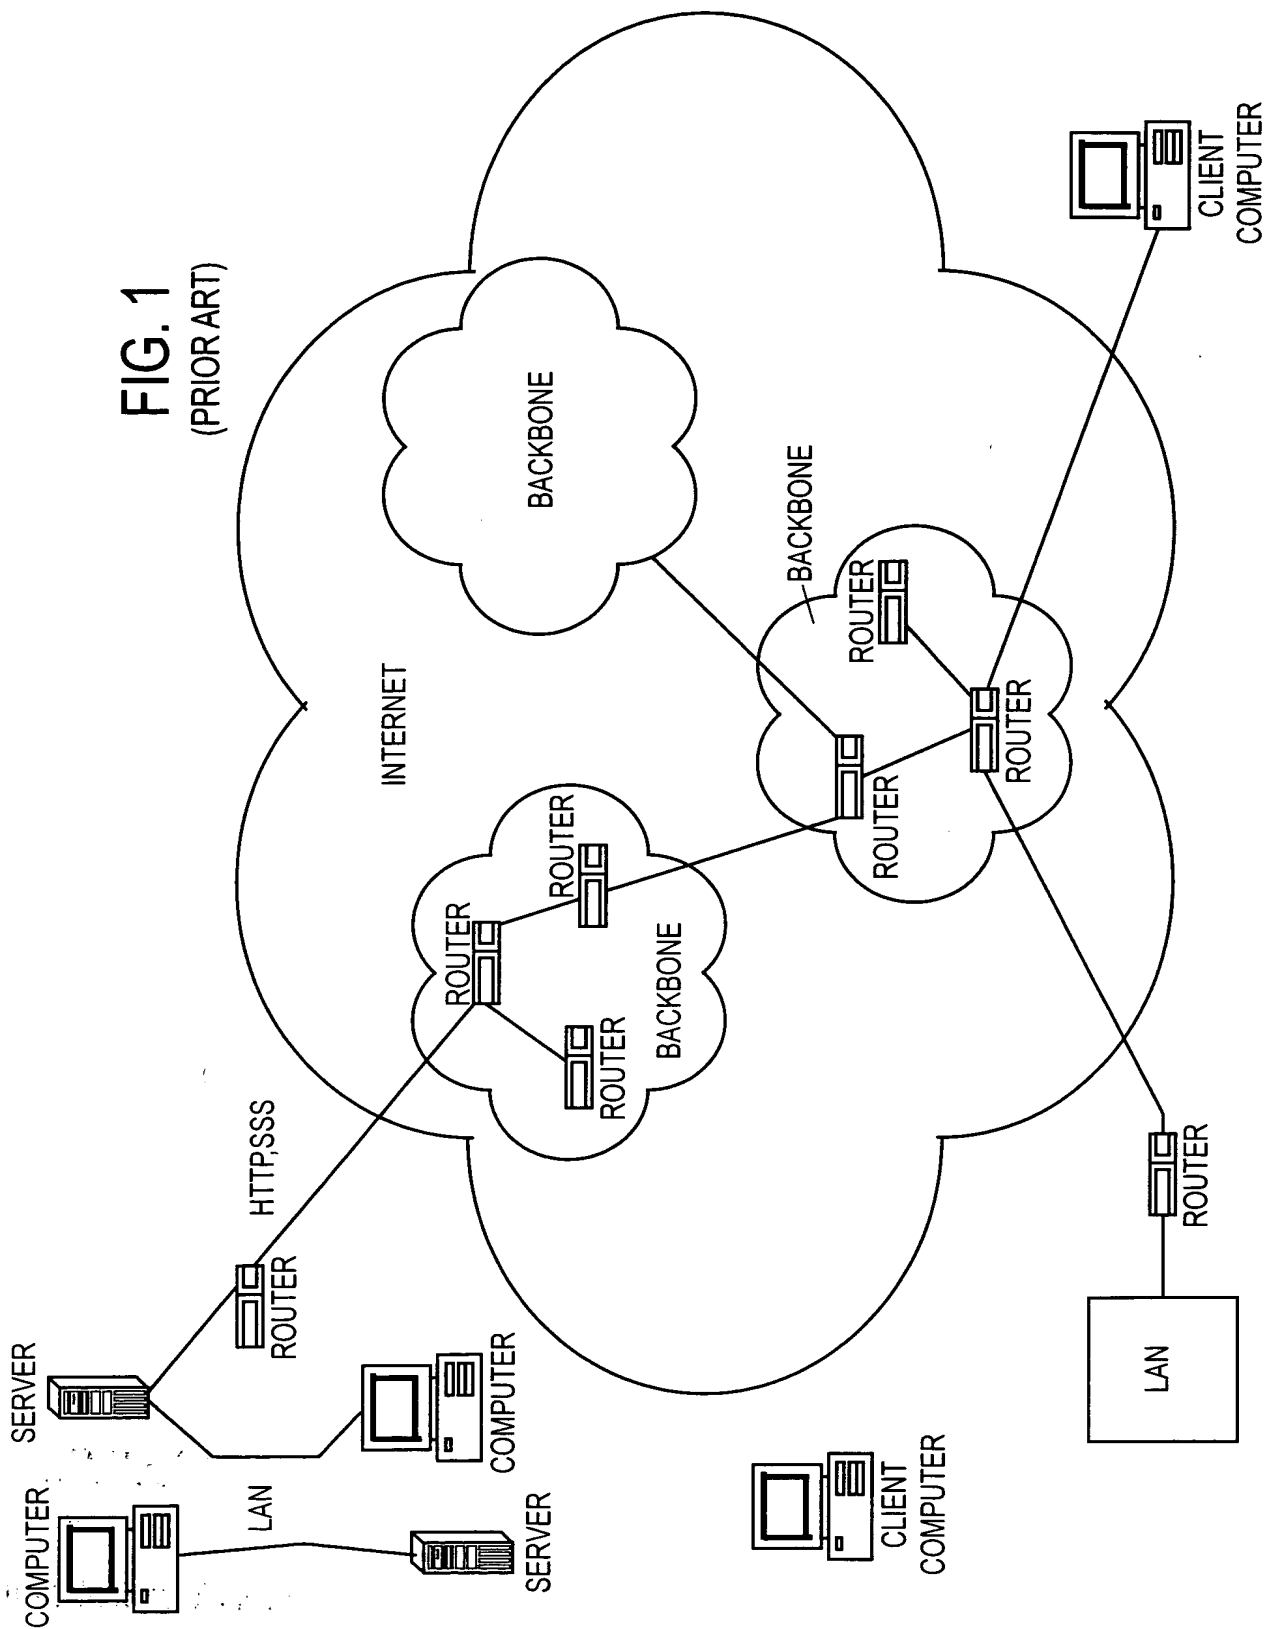 FIG. 1
(PRIOR ART)
COMPUTER
SERVER
LAN
SERVER
COMPUTER
ROUTER
HTTP,SSS
INTERNET
BACKBONE
ROUTER
ROUTER
ROUTER
BACKBONE
BACKBONE
ROUTER
ROUTER
ROUTER
CLIENT
COMPUTER
CLIENT
COMPUTER
LAN
ROUTER